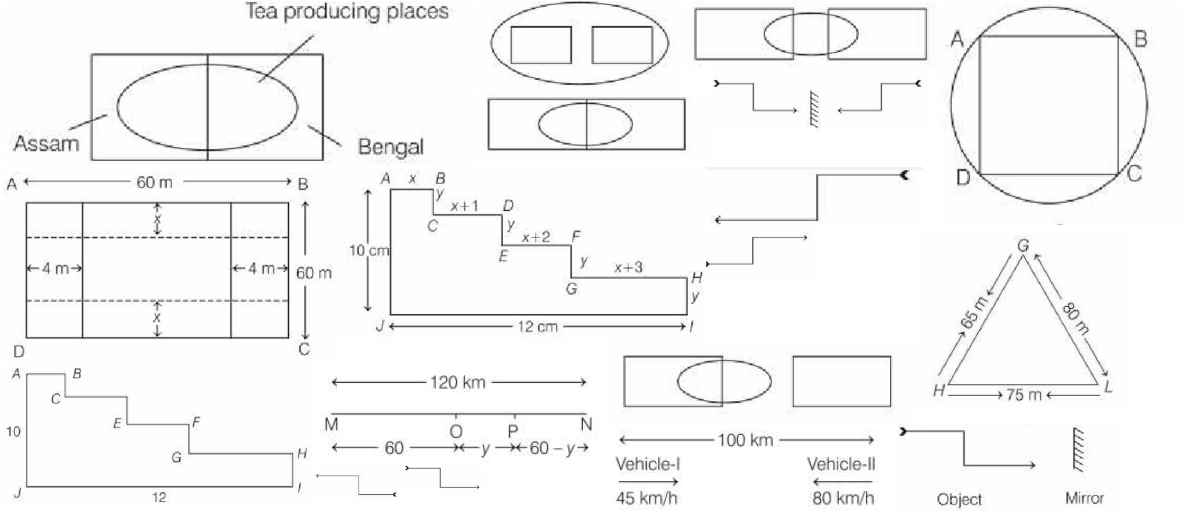 Tea producing places
Assam
Bengal
A
B
D
C
A
60 m
B
x
4 m
4 m
60 m
x
D
C
A
x
B
y
x+1
D
C
y
x+2
F
E
10 cm
y
x+3
H
G
y
J
12 cm
I
G
65 m
80 m
H
75 m
L
A
B
C
E
F
10
G
H
J
12
I
120 km
M
O
P
N
60
y
60 – y
100 km
Vehicle-I
Vehicle-II
45 km/h
80 km/h
Object
Mirror